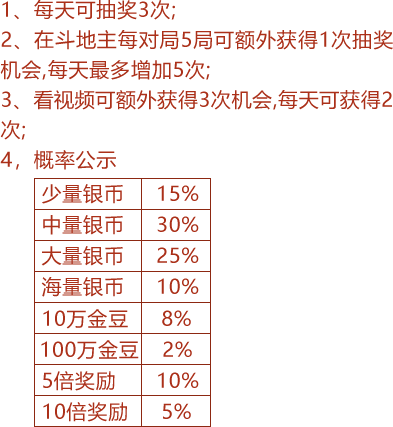 1、每天可抽奖3次;
2、在斗地主每对局5局可额外获得1次抽奖
机会,每天最多增加5次;
3、看视频可额外获得3次机会,每天可获得2
次;
4，概率公示
少量银币 15%
中量银币 30%
大量银币 25%
海量银币 10%
10万金豆 8%
100万金豆 2%
5倍奖励 10%
10倍奖励 5%